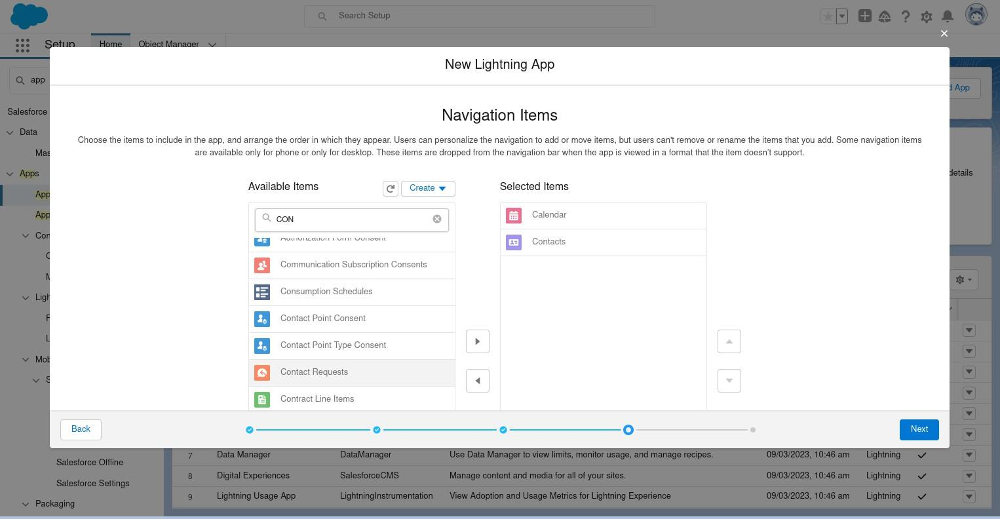 Search Setup
Setup
Home
Object Manager
New Lightning App
app
d App
Navigation Items
Salesforce
Choose the items to include in the app, and arrange the order in which they appear. Users can personalize the navigation to add or move items, but users can't remove or rename the items that you add. Some navigation items
are available only for phone or only for desktop. These items are dropped from the navigation bar when the app is viewed in a format that the item doesn't support.
Data
Mas
Apps
details
Available Items
Create
Selected Items
App
App
CON
Calendar
Con
Authorization Form Consent
Contacts
C
Communication Subscription Consents
M
Consumption Schedules
Ligh
F
Contact Point Consent
L
Contact Point Type Consent
Mob
Contact Requests
S
Contract Line Items
Back
Next
7 Data Manager DataManager Use Data Manager to view limits, monitor usage, and manage recipes. 09/03/2023, 10:46 am Lightning
Salesforce Offline
8 Digital Experiences SalesforceCMS Manage content and media for all of your sites. 09/03/2023, 10:46 am Lightning
Salesforce Settings
9 Lightning Usage App LightningInstrumentation View Adoption and Usage Metrics for Lightning Experience 09/03/2023, 10:46 am Lightning
Packaging